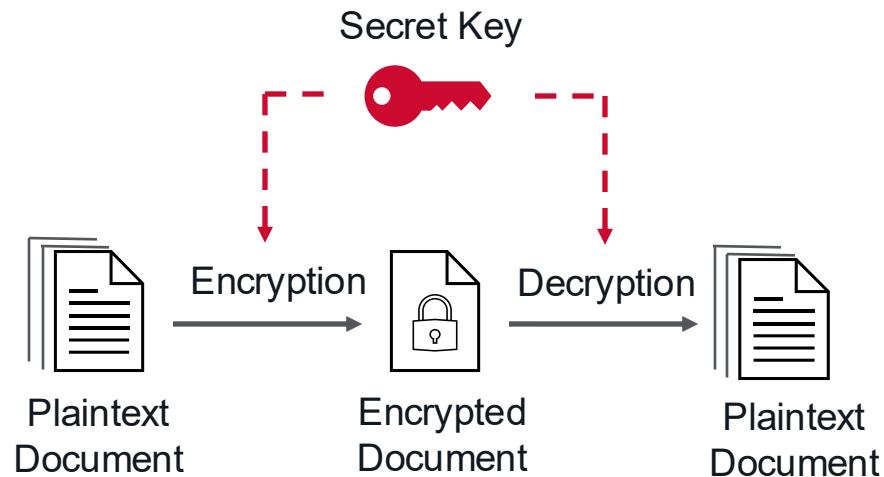 Secret Key
Encryption
Decryption
Plaintext
Document
Encrypted
Document
Plaintext
Document